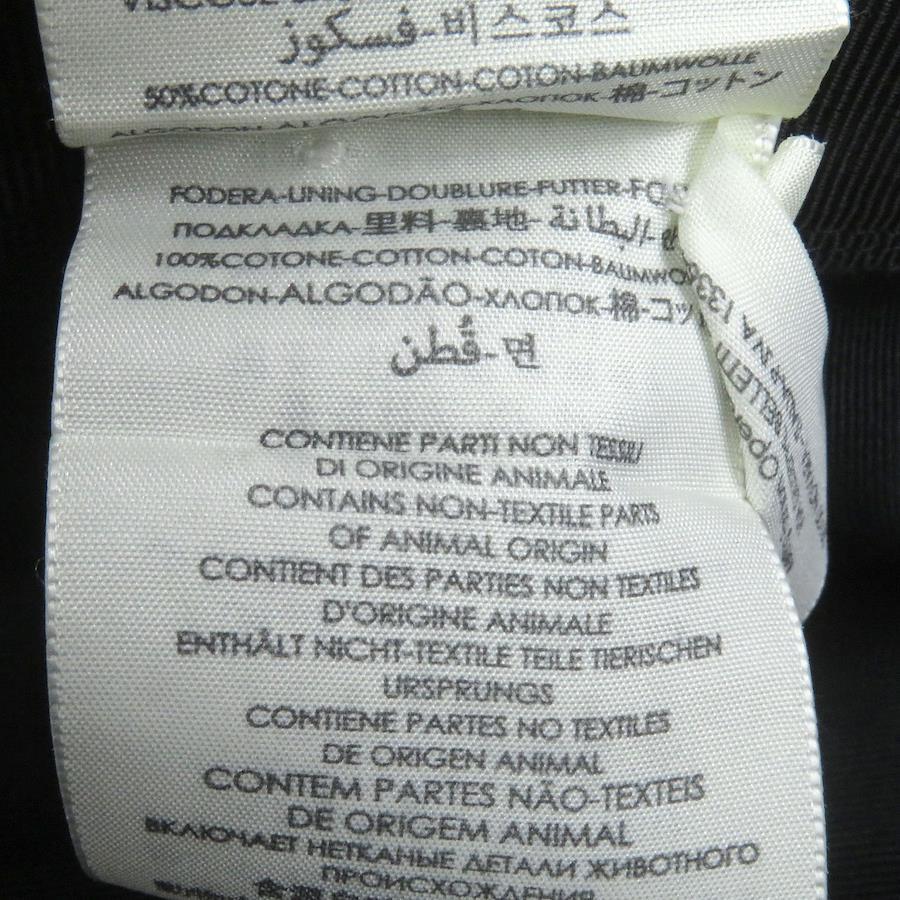 فسكوز-비스코스
50%COTONE-COTTON-COTON-BAUMWOLLE
ХЛОПОК-棉-コットン
FODERA-LINING-DOUBLURE-FUTTER-
ПОДКЛАДКА-里料-裏地-البطانة-
100%COTONE-COTTON-COTON-
ALGODON-ALGODÃO-ХЛОПОК-棉-
قُطن-면
CONTIENE PARTI NON TESSILI
DI ORIGINE ANIMALE
CONTAINS NON-TEXTILE PARTS
OF ANIMAL ORIGIN
CONTIENT DES PARTIES NON TEXTILES
D'ORIGINE ANIMALE
ENTHÄLT NICHT-TEXTILE TEILE TIERISCHEN
URSPRUNGS
CONTIENE PARTES NO TEXTILES
DE ORIGEN ANIMAL
CONTEM PARTES NÃO-TEXTEIS
DE ORIGEM ANIMAL
ВКЛЮЧАЕТ НЕТКАНЫЕ ДЕТАЛИ ЖИВОТНОГО
ПРОИСХОЖДЕНИЯ